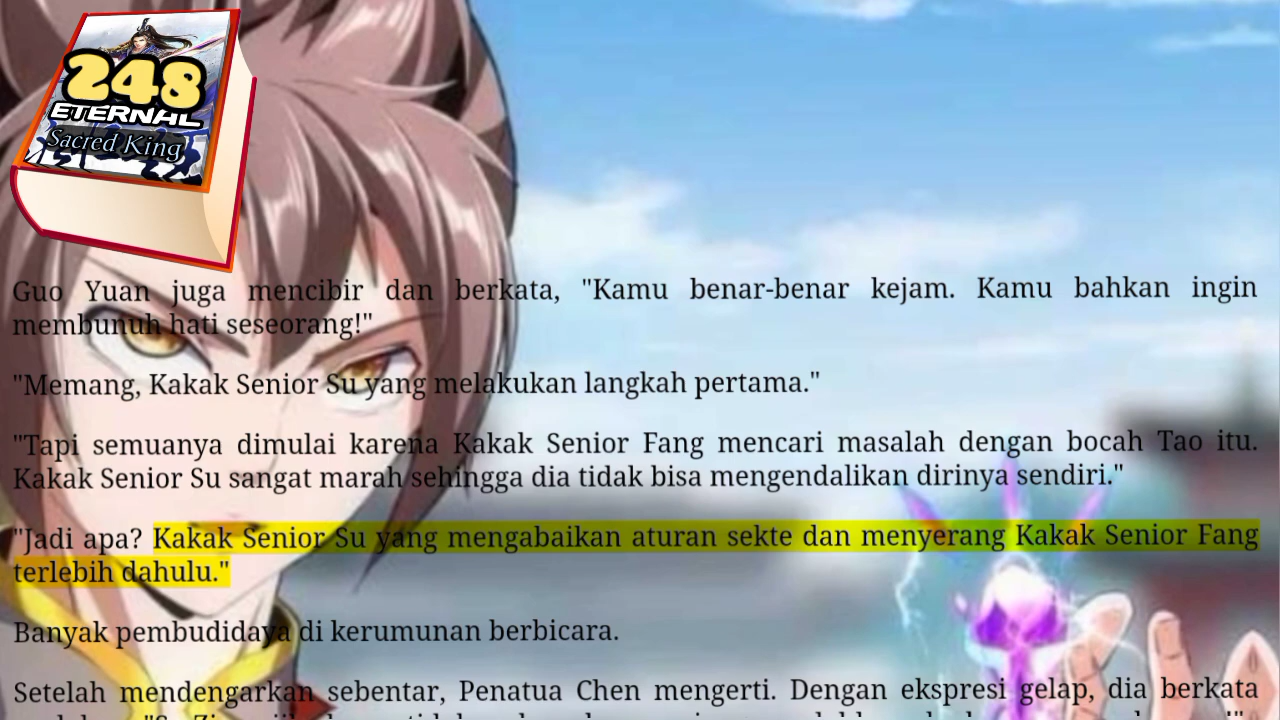 248
ETERNAL
Sacred King
Guo Yuan juga mencibir dan berkata, "Kamu benar-benar kejam. Kamu bahkan ingin
membunuh hati seseorang!"
"Memang, Kakak Senior Su yang melakukan langkah pertama."
"Tapi semuanya dimulai karena Kakak Senior Fang mencari masalah dengan bocah Tao itu.
Kakak Senior Su sangat marah sehingga dia tidak bisa mengendalikan dirinya sendiri."
"Jadi apa? Kakak Senior Su yang mengabaikan aturan sekte dan menyerang Kakak Senior Fang
terlebih dahulu."
Banyak pembudidaya di kerumunan berbicara.
Setelah mendengarkan sebentar, Penatua Chen mengerti. Dengan ekspresi gelap, dia berkata